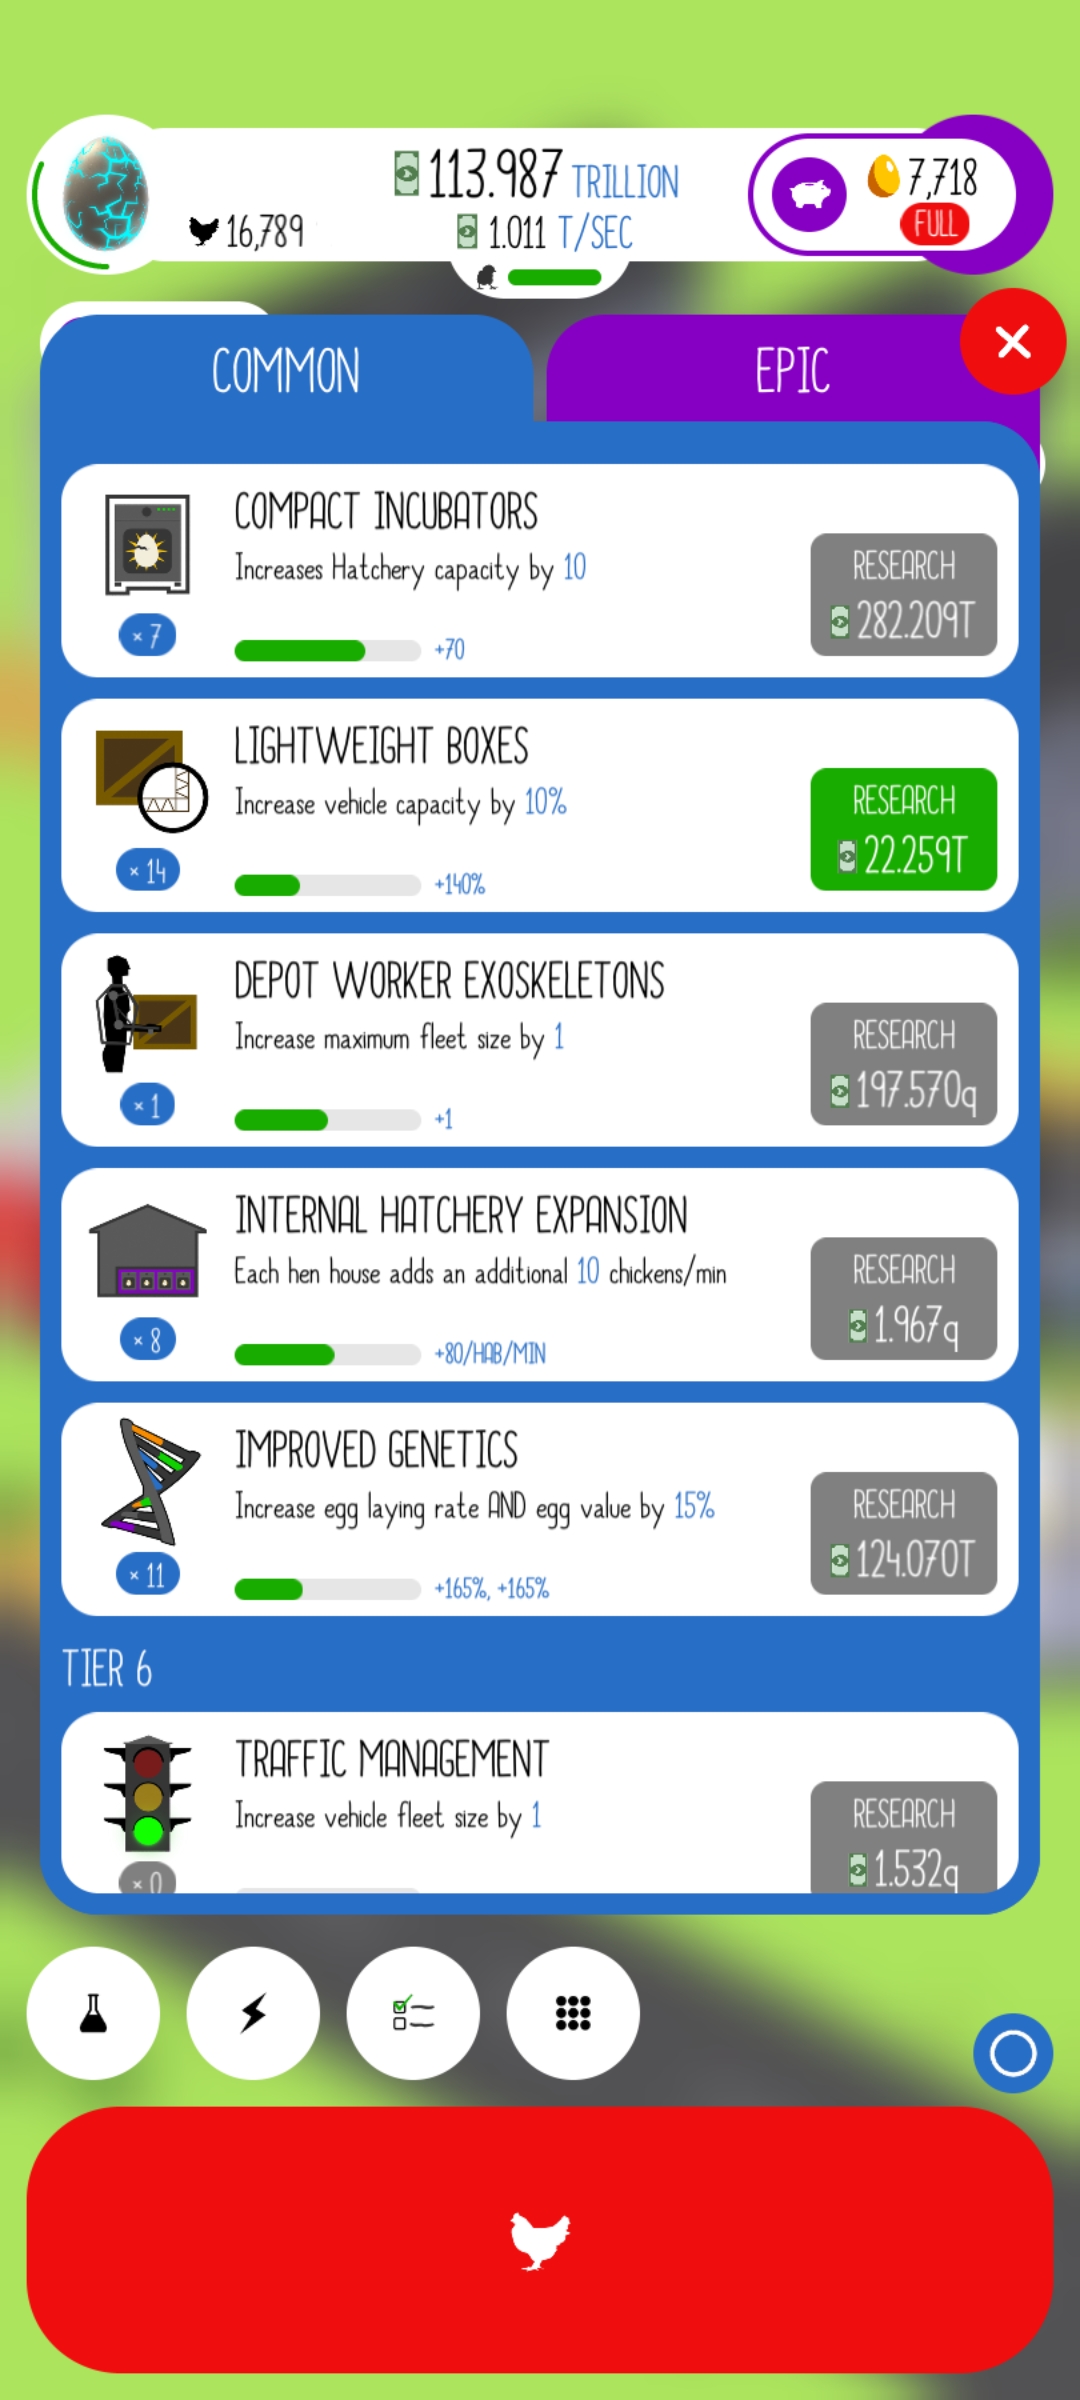 113.987 TRILLION
7,718
16,789
1.011 T/SEC
FULL
COMMON
EPIC
COMPACT INCUBATORS
Increases Hatchery capacity by 10
RESEARCH
282.209T
× 7
+70
LIGHTWEIGHT BOXES
Increase vehicle capacity by 10%
RESEARCH
22.259T
× 14
+140%
DEPOT WORKER EXOSKELETONS
Increase maximum fleet size by 1
RESEARCH
197.570q
× 1
+1
INTERNAL HATCHERY EXPANSION
Each hen house adds an additional 10 chickens/min
RESEARCH
1.967q
× 8
+80/HAB/MIN
IMPROVED GENETICS
Increase egg laying rate AND egg value by 15%
RESEARCH
124.070T
× 11
+165%, +165%
TIER 6
TRAFFIC MANAGEMENT
Increase vehicle fleet size by 1
RESEARCH
1.532q
× 0